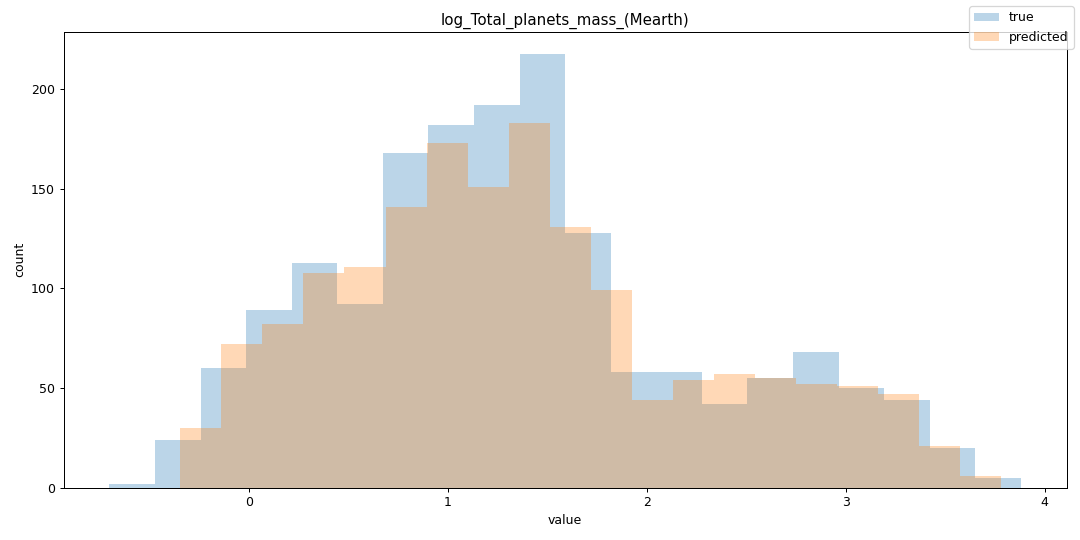 log_Total_planets_mass_(Mearth)
true
predicted
200
150
100
50
0
count
0 1 2 3 4
value